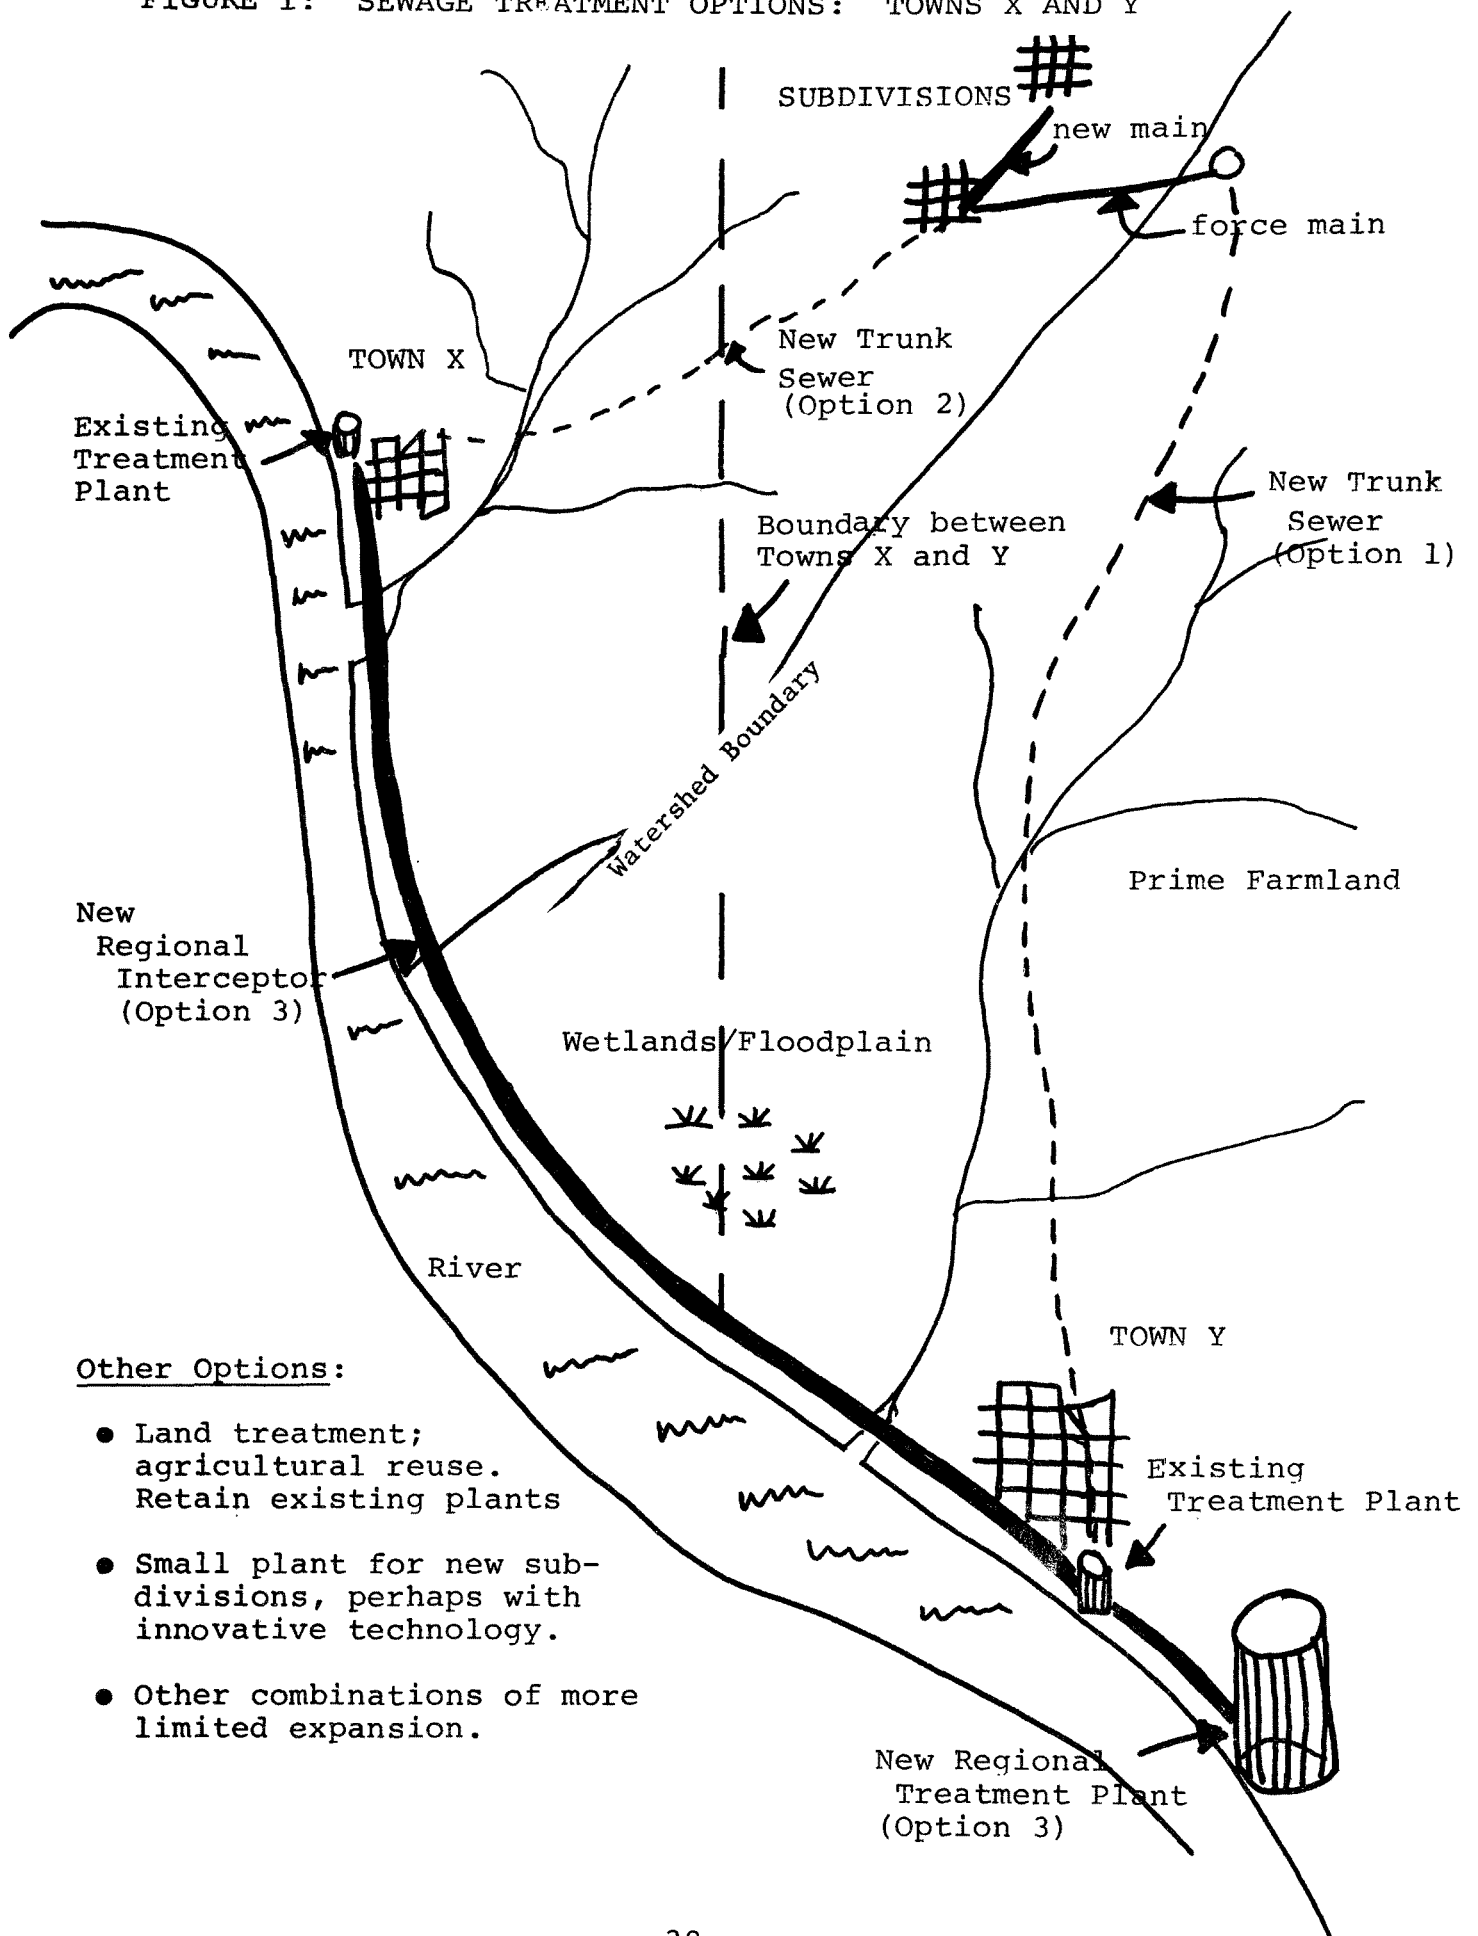 FIGURE 1: SEWAGE TREATMENT OPTIONS: TOWNS X AND Y
SUBDIVISIONS
new main
force main
TOWN X
New Trunk
Sewer
(Option 2)
Existing
Treatment
Plant
New Trunk
Sewer
(Option 1)
Boundary between
Towns X and Y
Watershed Boundary
Prime Farmland
New
Regional
Interceptor
(Option 3)
Wetlands/Floodplain
River
TOWN Y
Other Options:
● Land treatment;
agricultural reuse.
Retain existing plants
Existing
Treatment Plant
● Small plant for new sub-
divisions, perhaps with
innovative technology.
● Other combinations of more
limited expansion.
New Regional
Treatment Plant
(Option 3)